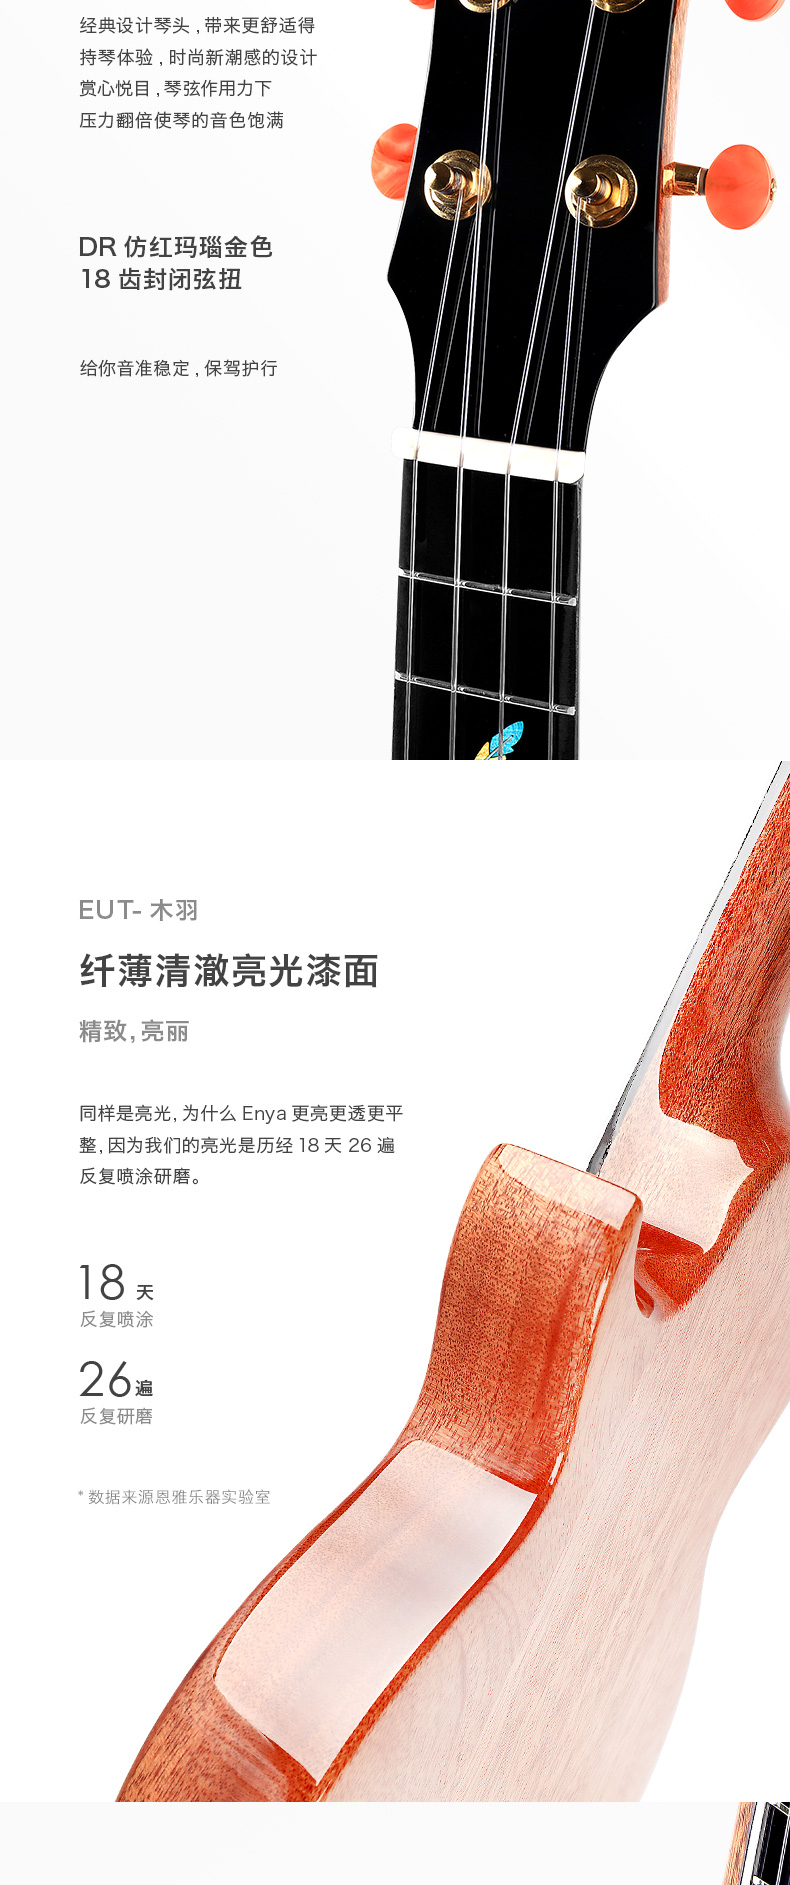 经典设计琴头，带来更舒适得
持琴体验，时尚新潮感的设计
赏心悦目，琴弦作用力下
压力翻倍使琴的音色饱满
DR 仿红玛瑙金色
18 齿封闭弦扭
给你音准稳定，保驾护行
EUT- 木羽
纤薄清澈亮光漆面
精致，亮丽
同样是亮光，为什么 Enya 更亮更透更平
整，因为我们的亮光是历经 18 天 26 遍
反复喷涂研磨。
18 天
反复喷涂
26遍
反复研磨
* 数据来源恩雅乐器实验室